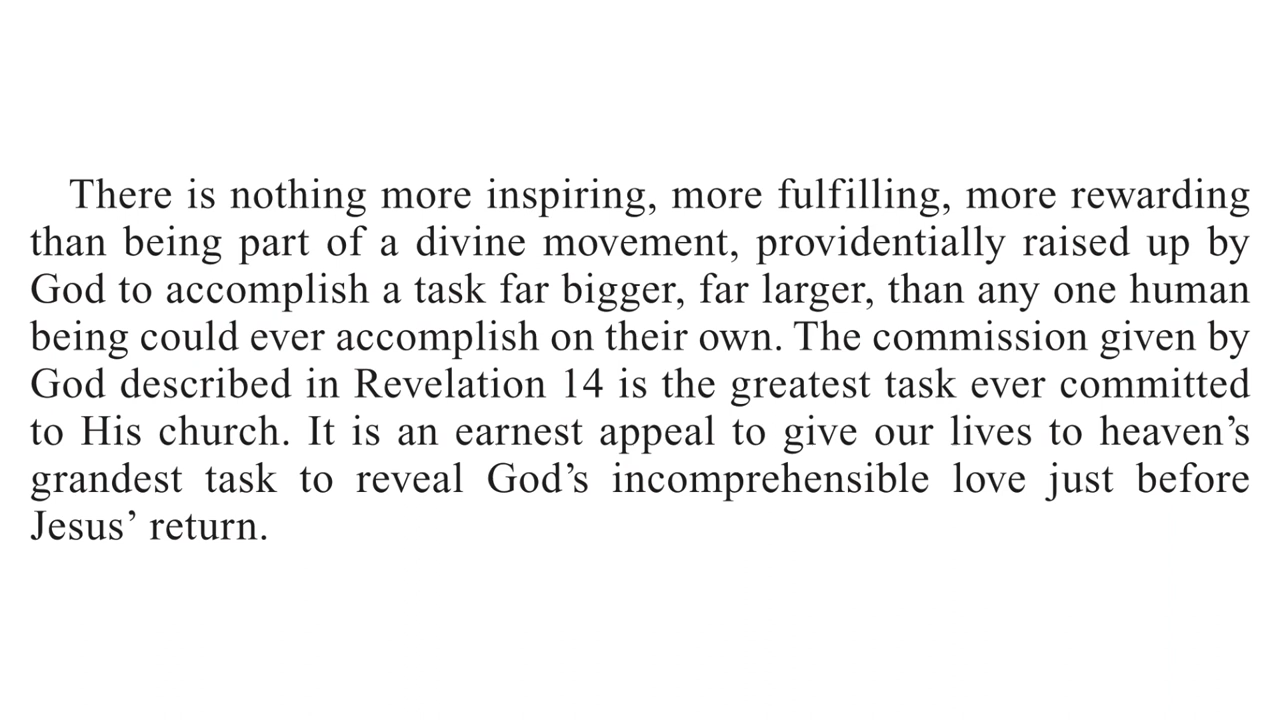 There is nothing more inspiring, more fulfilling, more rewarding
than being part of a divine movement, providentially raised up by
God to accomplish a task far bigger, far larger, than any one human
being could ever accomplish on their own. The commission given by
God described in Revelation 14 is the greatest task ever committed
to His church. It is an earnest appeal to give our lives to heaven’s
grandest task to reveal God’s incomprehensible love just before
Jesus’ return.